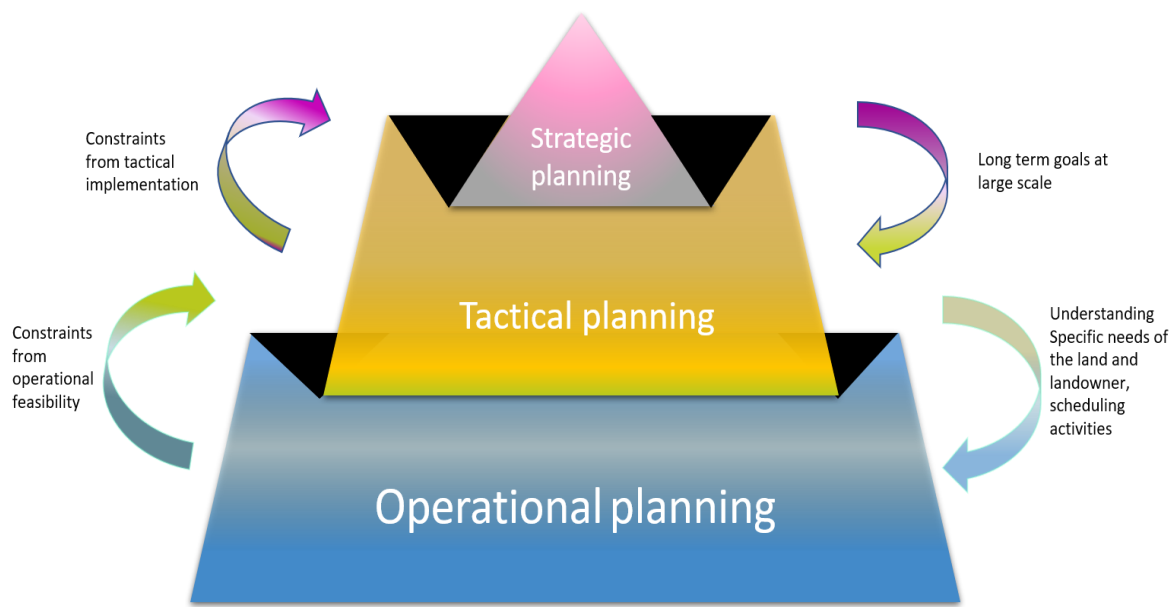 Strategic
planning
Constraints
from tactical
implementation
Long term goals at
large scale
Tactical planning
Constraints
from
operational
feasibility
Understanding
Specific needs of
the land and
landowner,
scheduling
activities
Operational planning